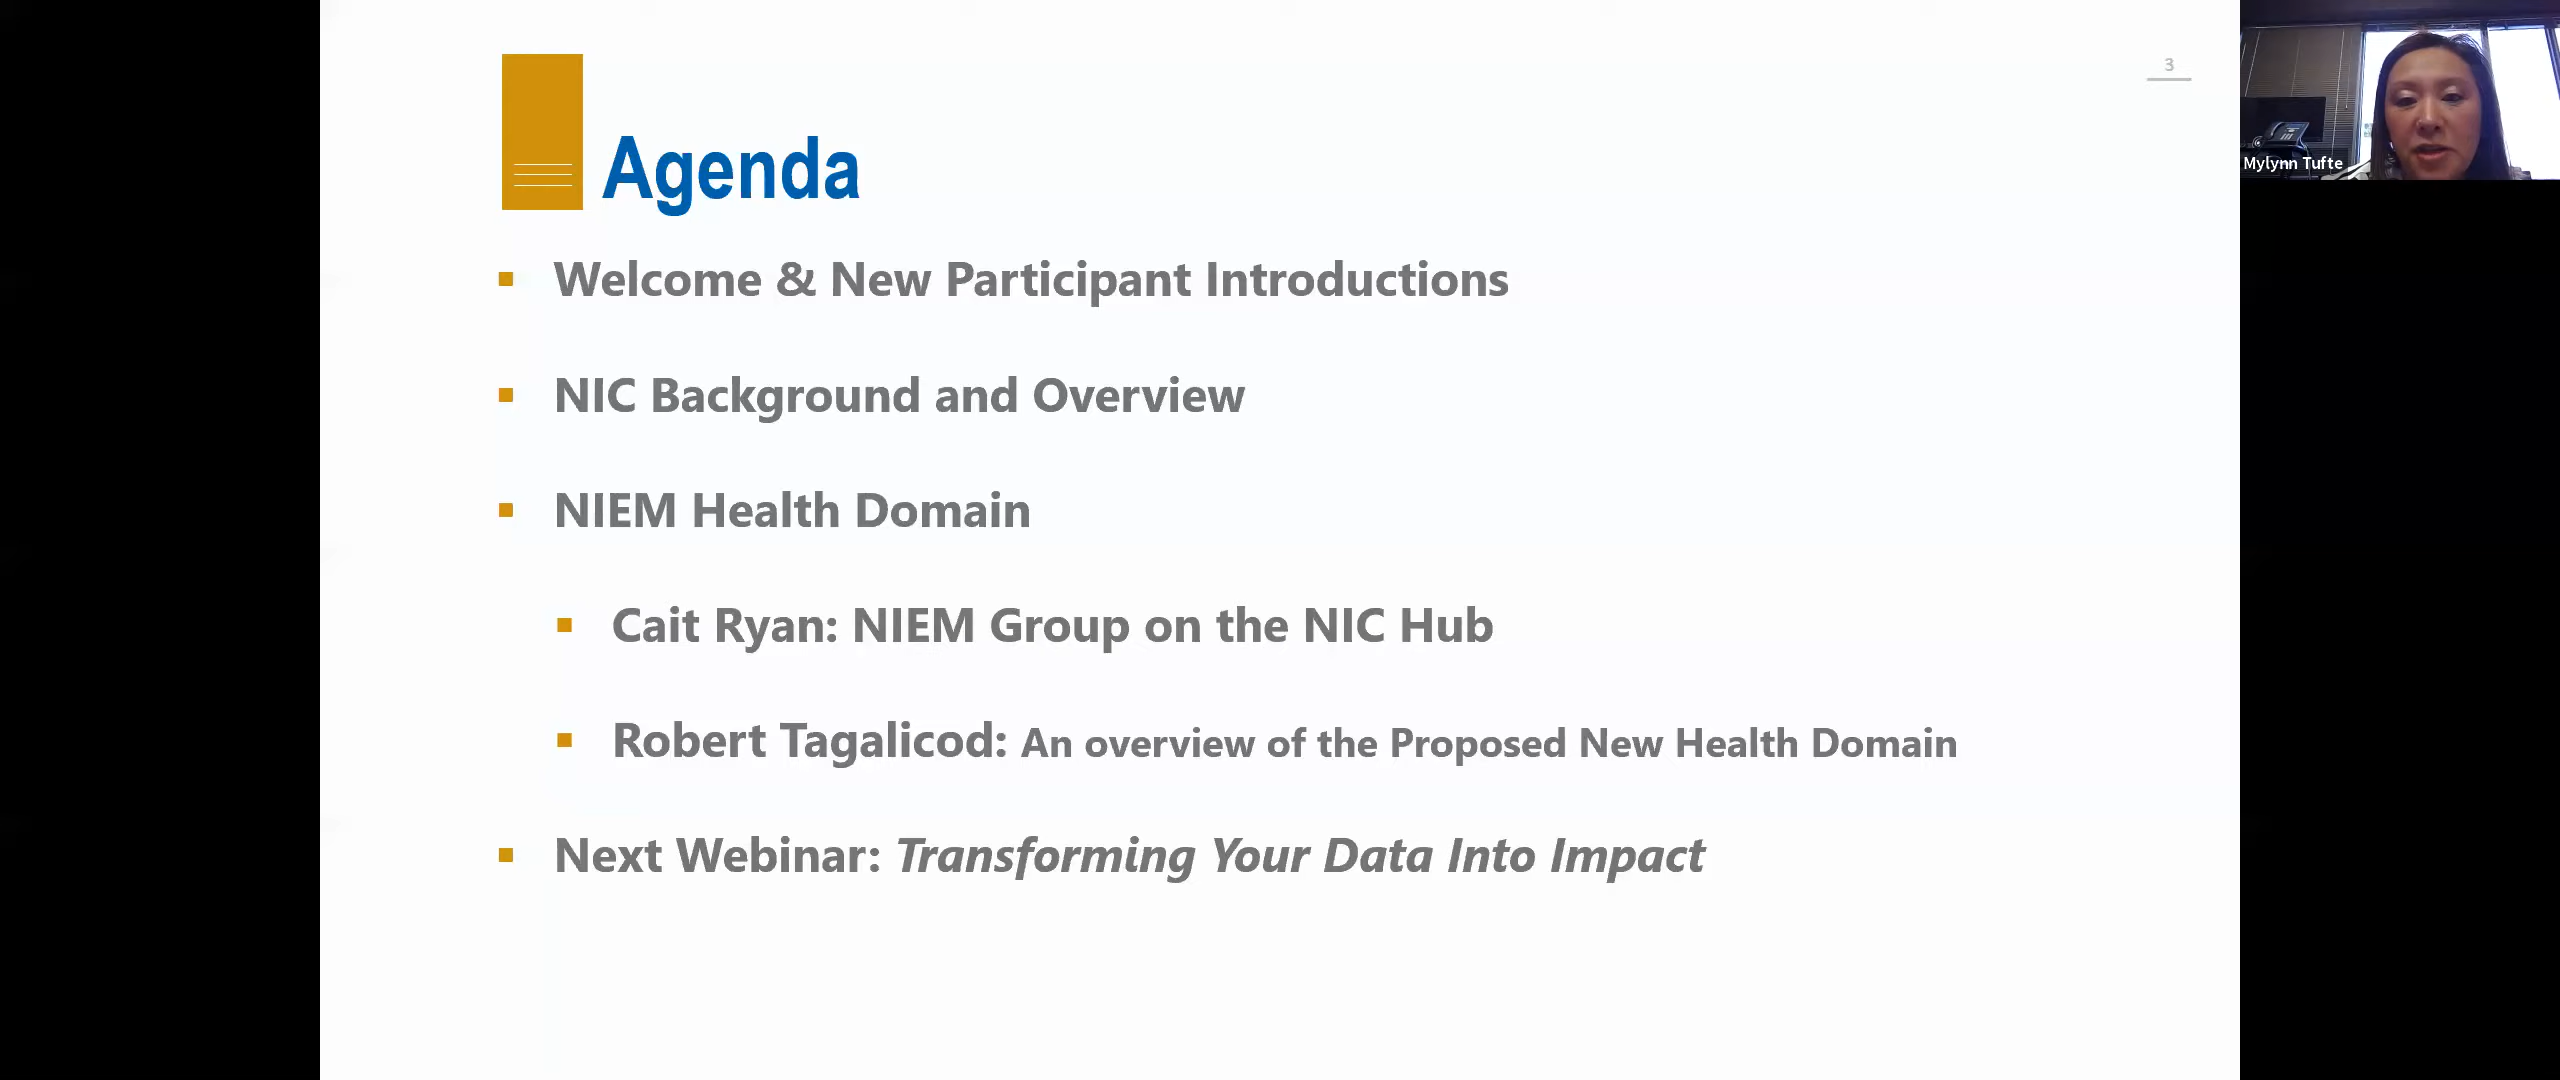 3
Agenda
Welcome & New Participant Introductions
NIC Background and Overview
NIEM Health Domain
Cait Ryan: NIEM Group on the NIC Hub
Robert Tagalicod: An overview of the Proposed New Health Domain
Next Webinar: Transforming Your Data Into Impact
Mylynn Tufte